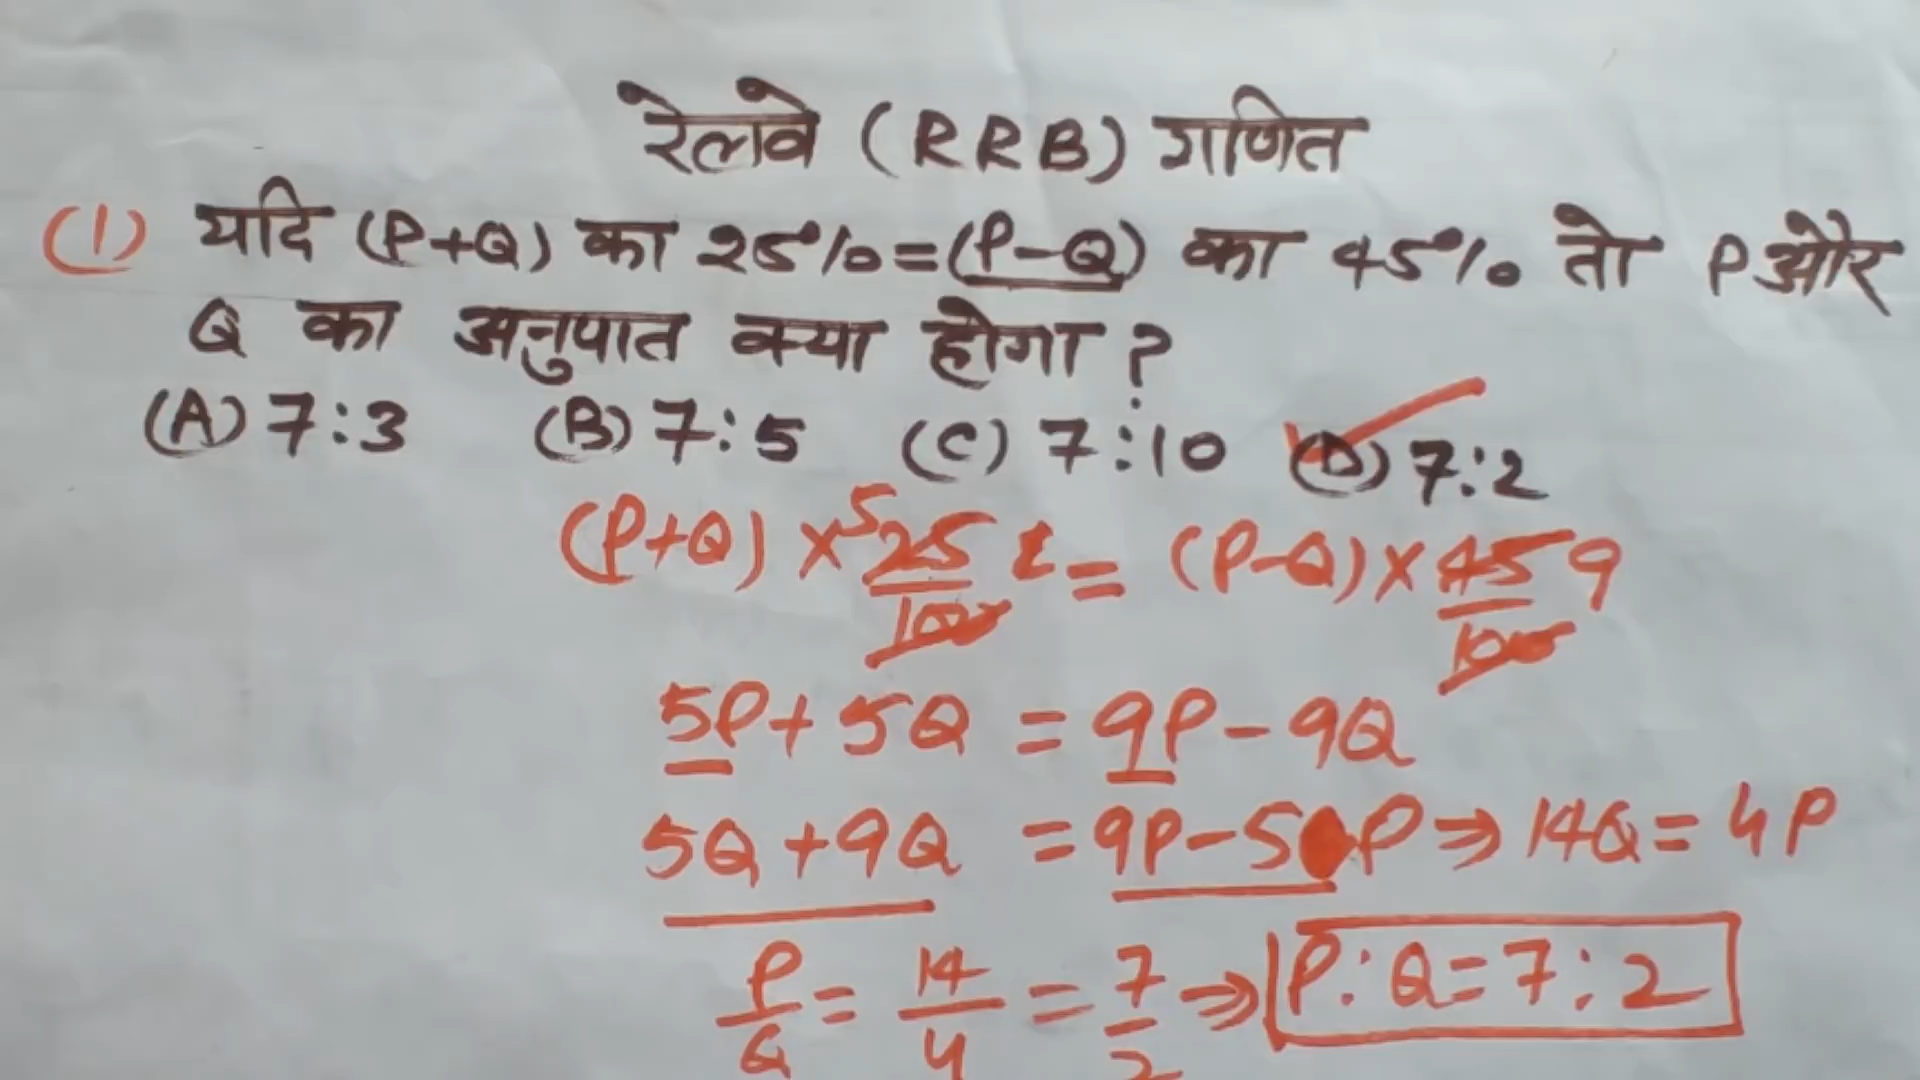 रेलवे (RRB) गणित
(1) यदि (P+Q) का 25%=(P-Q) का 45% तो P और
Q का अनुपात क्या होगा ?
(A) 7:3 (B) 7:5 (C) 7:10 (D) 7:2
(P+Q) × 5 25/100 = (P-Q) × 45/100 9
5P + 5Q = 9P - 9Q
5Q + 9Q = 9P - 5P ⇒ 14Q = 4P
P/Q = 14/4 = 7/2 ⇒ P:Q=7:2